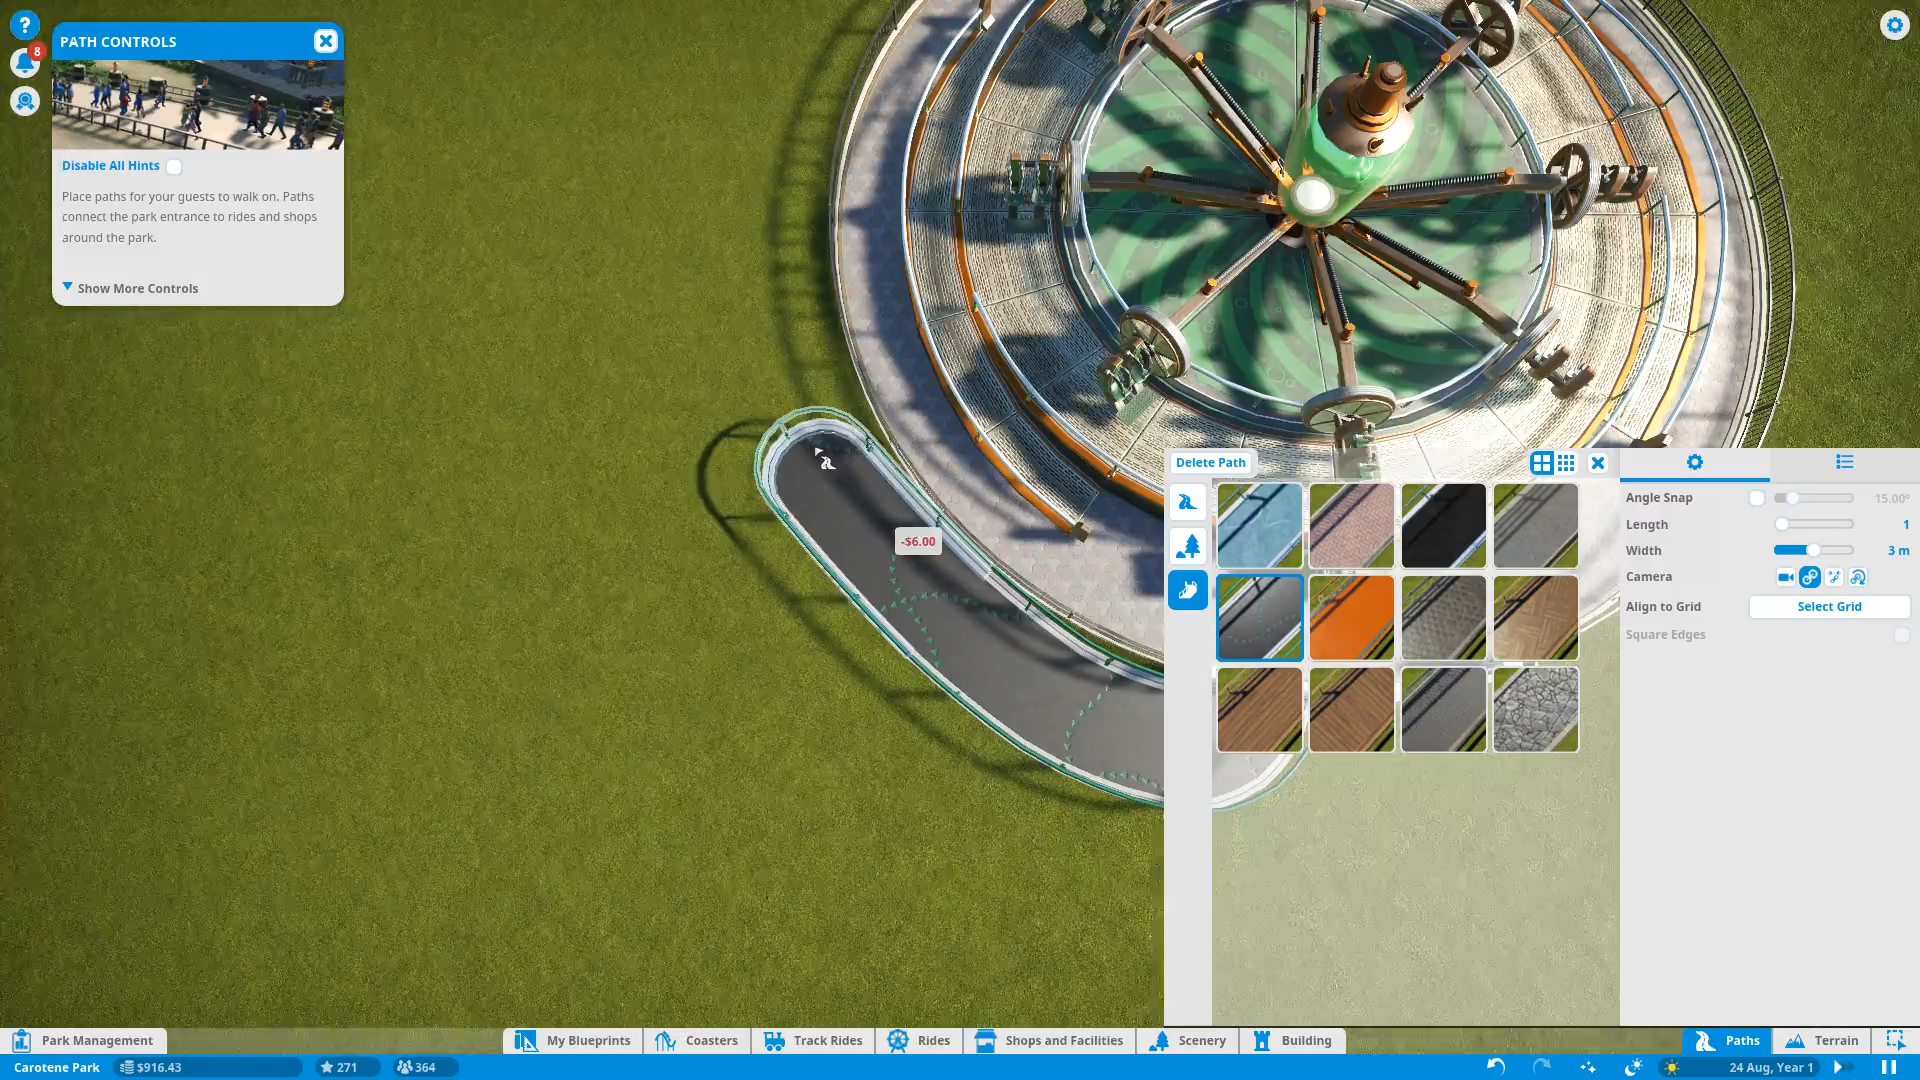 8
PATH CONTROLS
Disable All Hints
Place paths for your guests to walk on. Paths
connect the park entrance to rides and shops
around the park.
Show More Controls
-$6.00
Delete Path
Angle Snap 15.00°
Length 1
Width 3 m
Camera
Align to Grid Select Grid
Square Edges
Park Management My Blueprints Coasters Track Rides Rides Shops and Facilities Scenery Building Paths Terrain
Carotene Park $916.43 271 364 24 Aug, Year 1